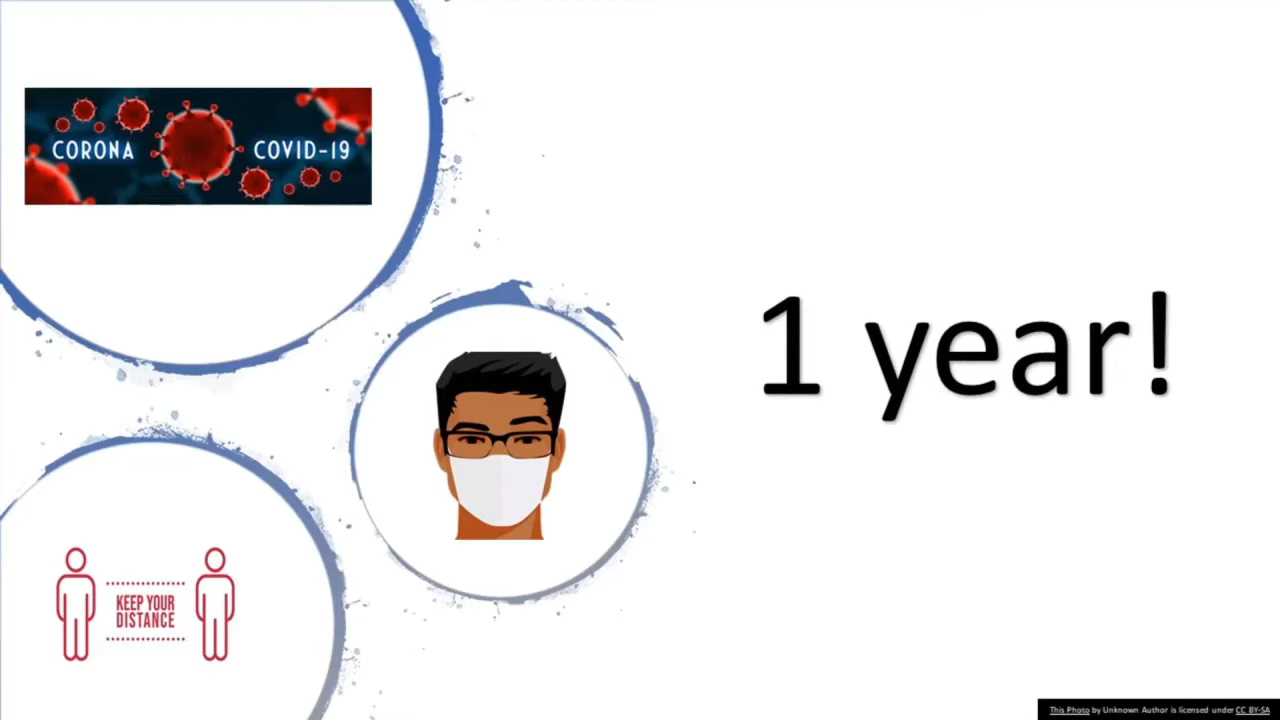 CORONA COVID-19
1 year!
KEEP YOUR
DISTANCE
This Photo by Unknown Author is licensed under CC BY-SA